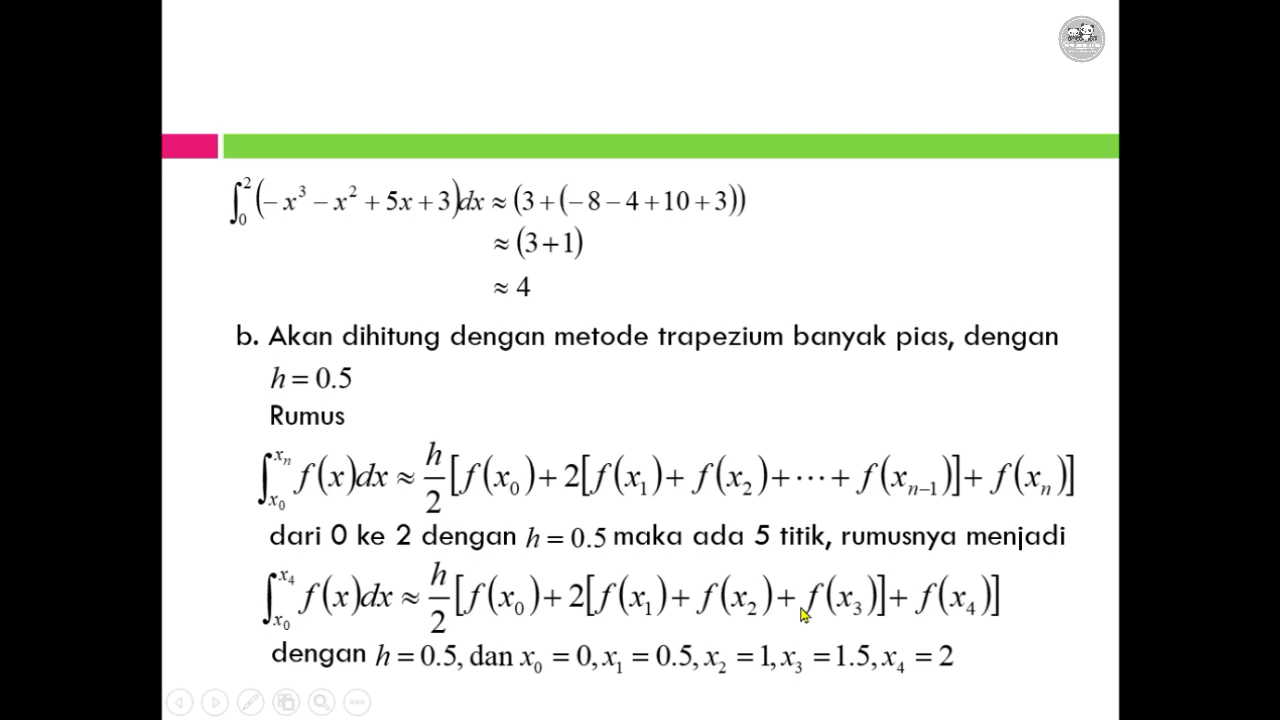 ∫₀² (−x³ − x² + 5x + 3)dx ≈ (3 + (−8 − 4 + 10 + 3))
≈ (3 + 1)
≈ 4
b. Akan dihitung dengan metode trapezium banyak pias, dengan
h = 0.5
Rumus
∫_{x₀}^{xₙ} f(x)dx ≈ h/2 [f(x₀) + 2[f(x₁) + f(x₂) + ⋯ + f(xₙ₋₁)] + f(xₙ)]
dari 0 ke 2 dengan h = 0.5 maka ada 5 titik, rumusnya menjadi
∫_{x₀}^{x₄} f(x)dx ≈ h/2 [f(x₀) + 2[f(x₁) + f(x₂) + f(x₃)] + f(x₄)]
dengan h = 0.5, dan x₀ = 0, x₁ = 0.5, x₂ = 1, x₃ = 1.5, x₄ = 2